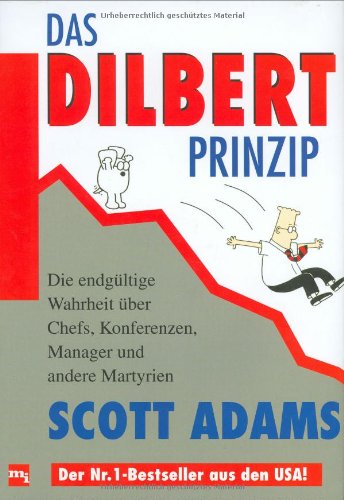 Urheberrechtlich geschütztes Material
DAS
DILBERT
PRINZIP
Die endgültige
Wahrheit über
Chefs, Konferenzen,
Manager und
andere Martyrien
SCOTT ADAMS
mi
Der Nr.1-Bestseller aus den USA!